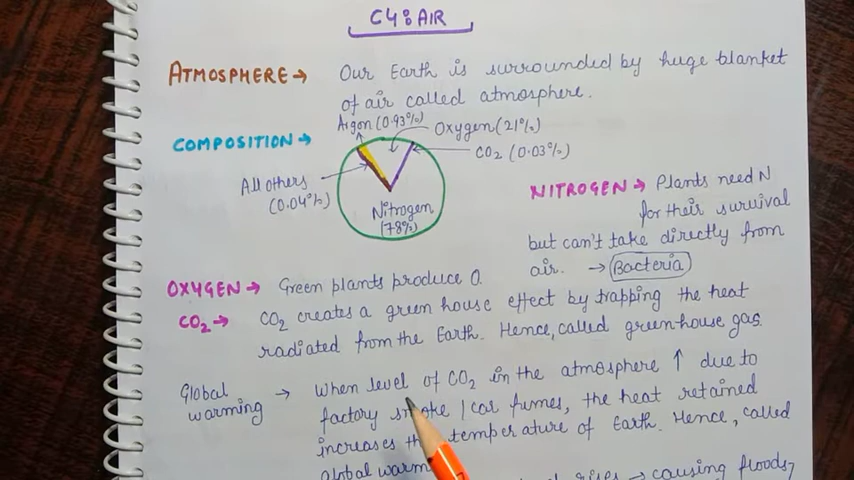 C4: AIR
ATMOSPHERE → Our Earth is surrounded by huge blanket
of air called atmosphere.
COMPOSITION →
Argon (0.93%)
Oxygen (21%)
CO2 (0.03%)
All others
(0.04%)
Nitrogen
(78%)
NITROGEN → Plants need N
for their survival
but can't take directly from
air. → Bacteria
OXYGEN → Green plants produce O.
CO2 → CO2 creates a green house effect by trapping the heat
radiated from the Earth. Hence, called greenhouse gas.
Global
warming → When level of CO2 in the atmosphere ↑ due to
factory smoke / car fumes, the heat retained
increases the temperature of Earth. Hence, called
global warm
rises → causing floods,